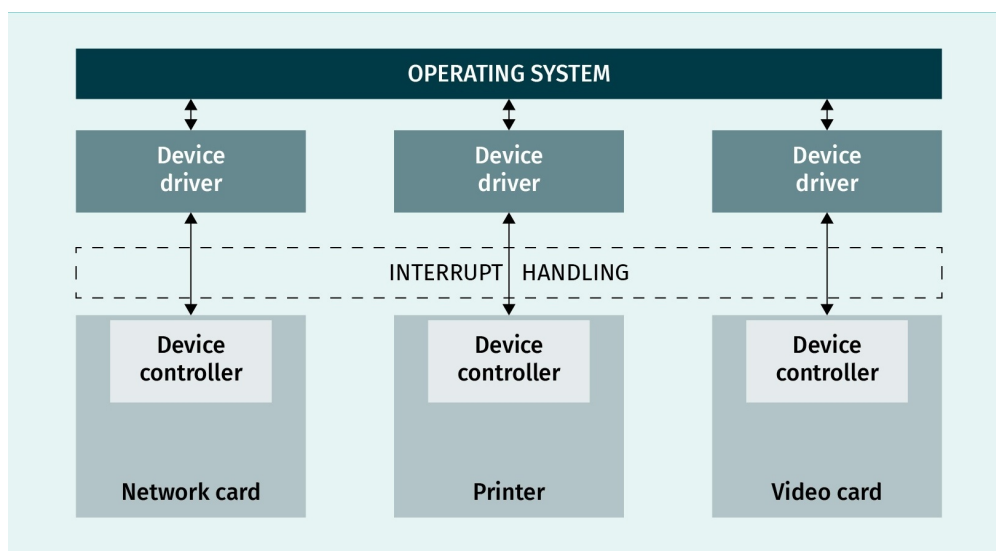 OPERATING SYSTEM
Device
driver
Device
driver
Device
driver
INTERRUPT HANDLING
Device
controller
Device
controller
Device
controller
Network card
Printer
Video card